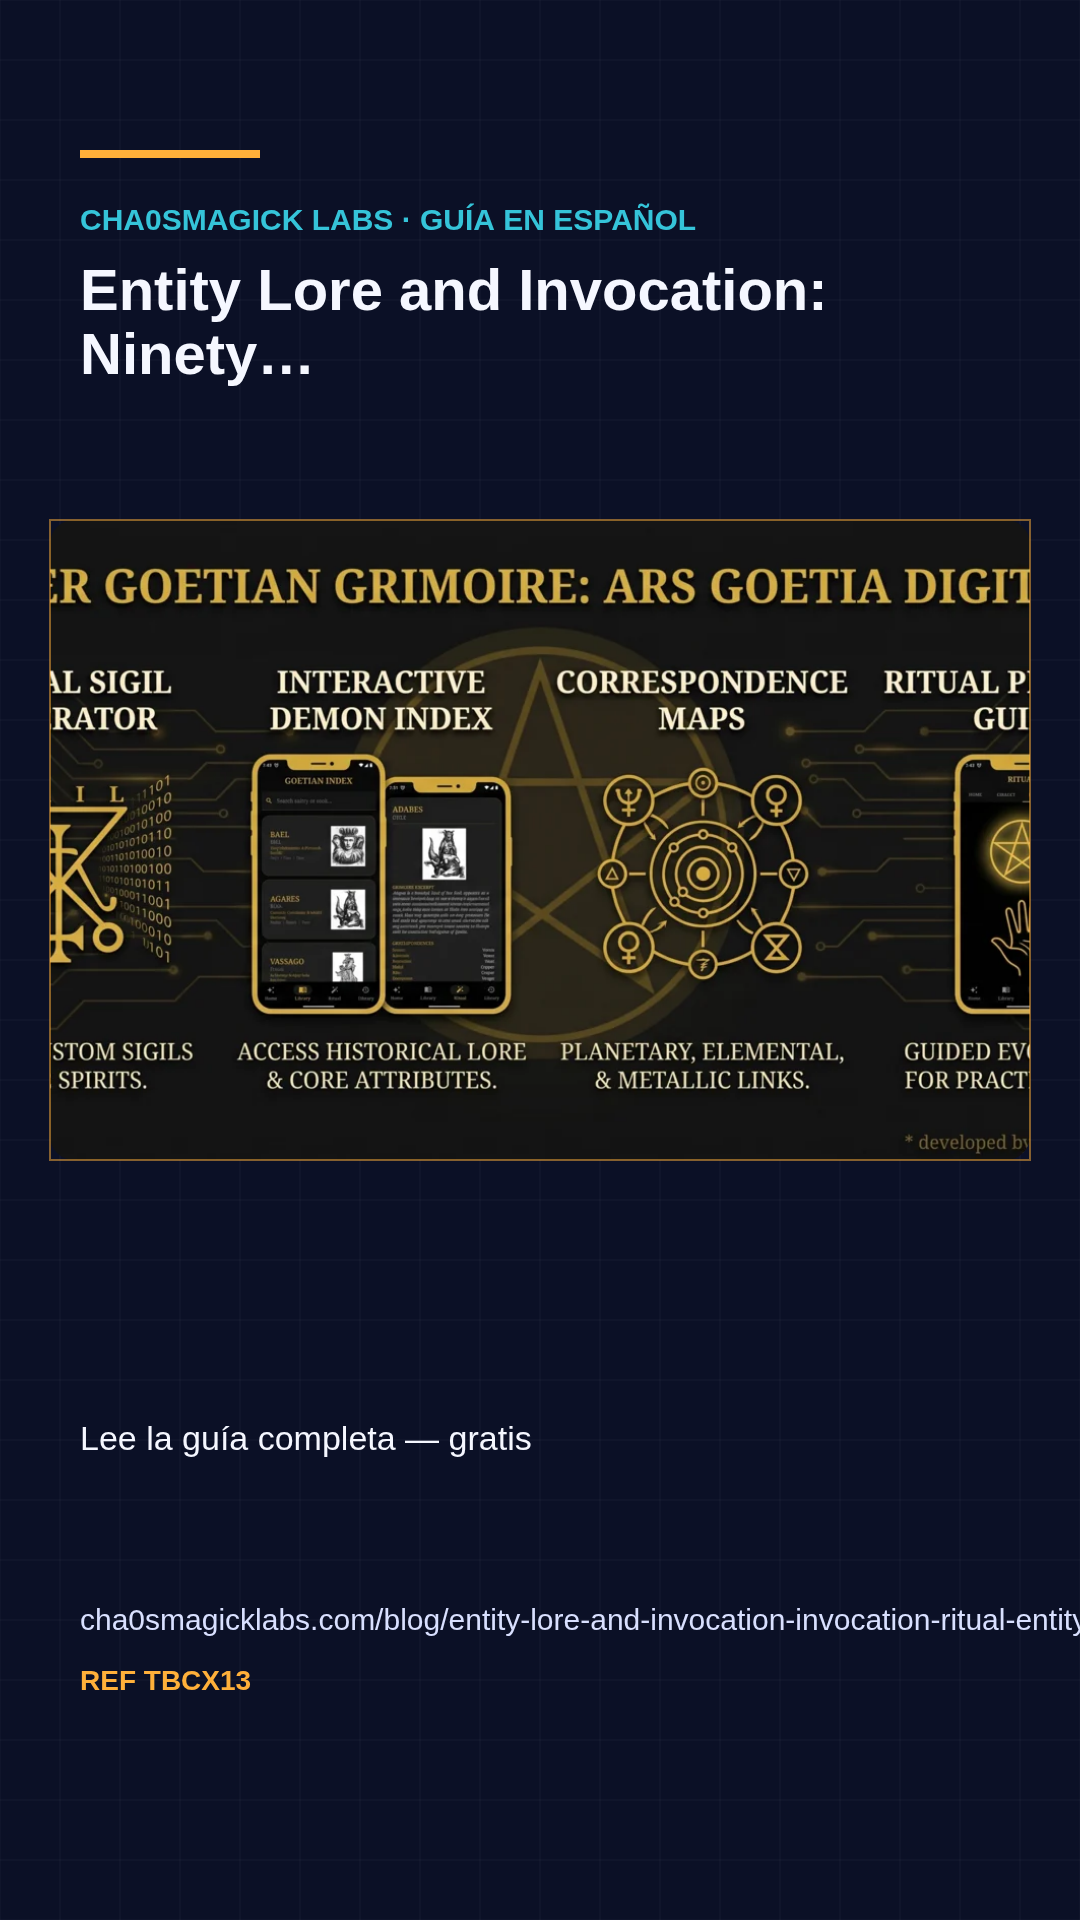 CHA0SMAGICK LABS · GUÍA EN ESPAÑOL
Entity Lore and Invocation:
Ninety…
ER GOETIAN GRIMOIRE: ARS GOETIA DIGIT
AL SIGIL
RATOR
INTERACTIVE
DEMON INDEX
CORRESPONDENCE
MAPS
RITUAL P
GUI
I L
GOETIAN INDEX
BAEL
AGARES
VASSAGO
ADABES
STOM SIGILS
SPIRITS.
ACCESS HISTORICAL LORE
& CORE ATTRIBUTES.
PLANETARY, ELEMENTAL,
& METALLIC LINKS.
GUIDED EVO
FOR PRACT
* developed by
Lee la guía completa — gratis
cha0smagicklabs.com/blog/entity-lore-and-invocation-invocation-ritual-entity
REF TBCX13